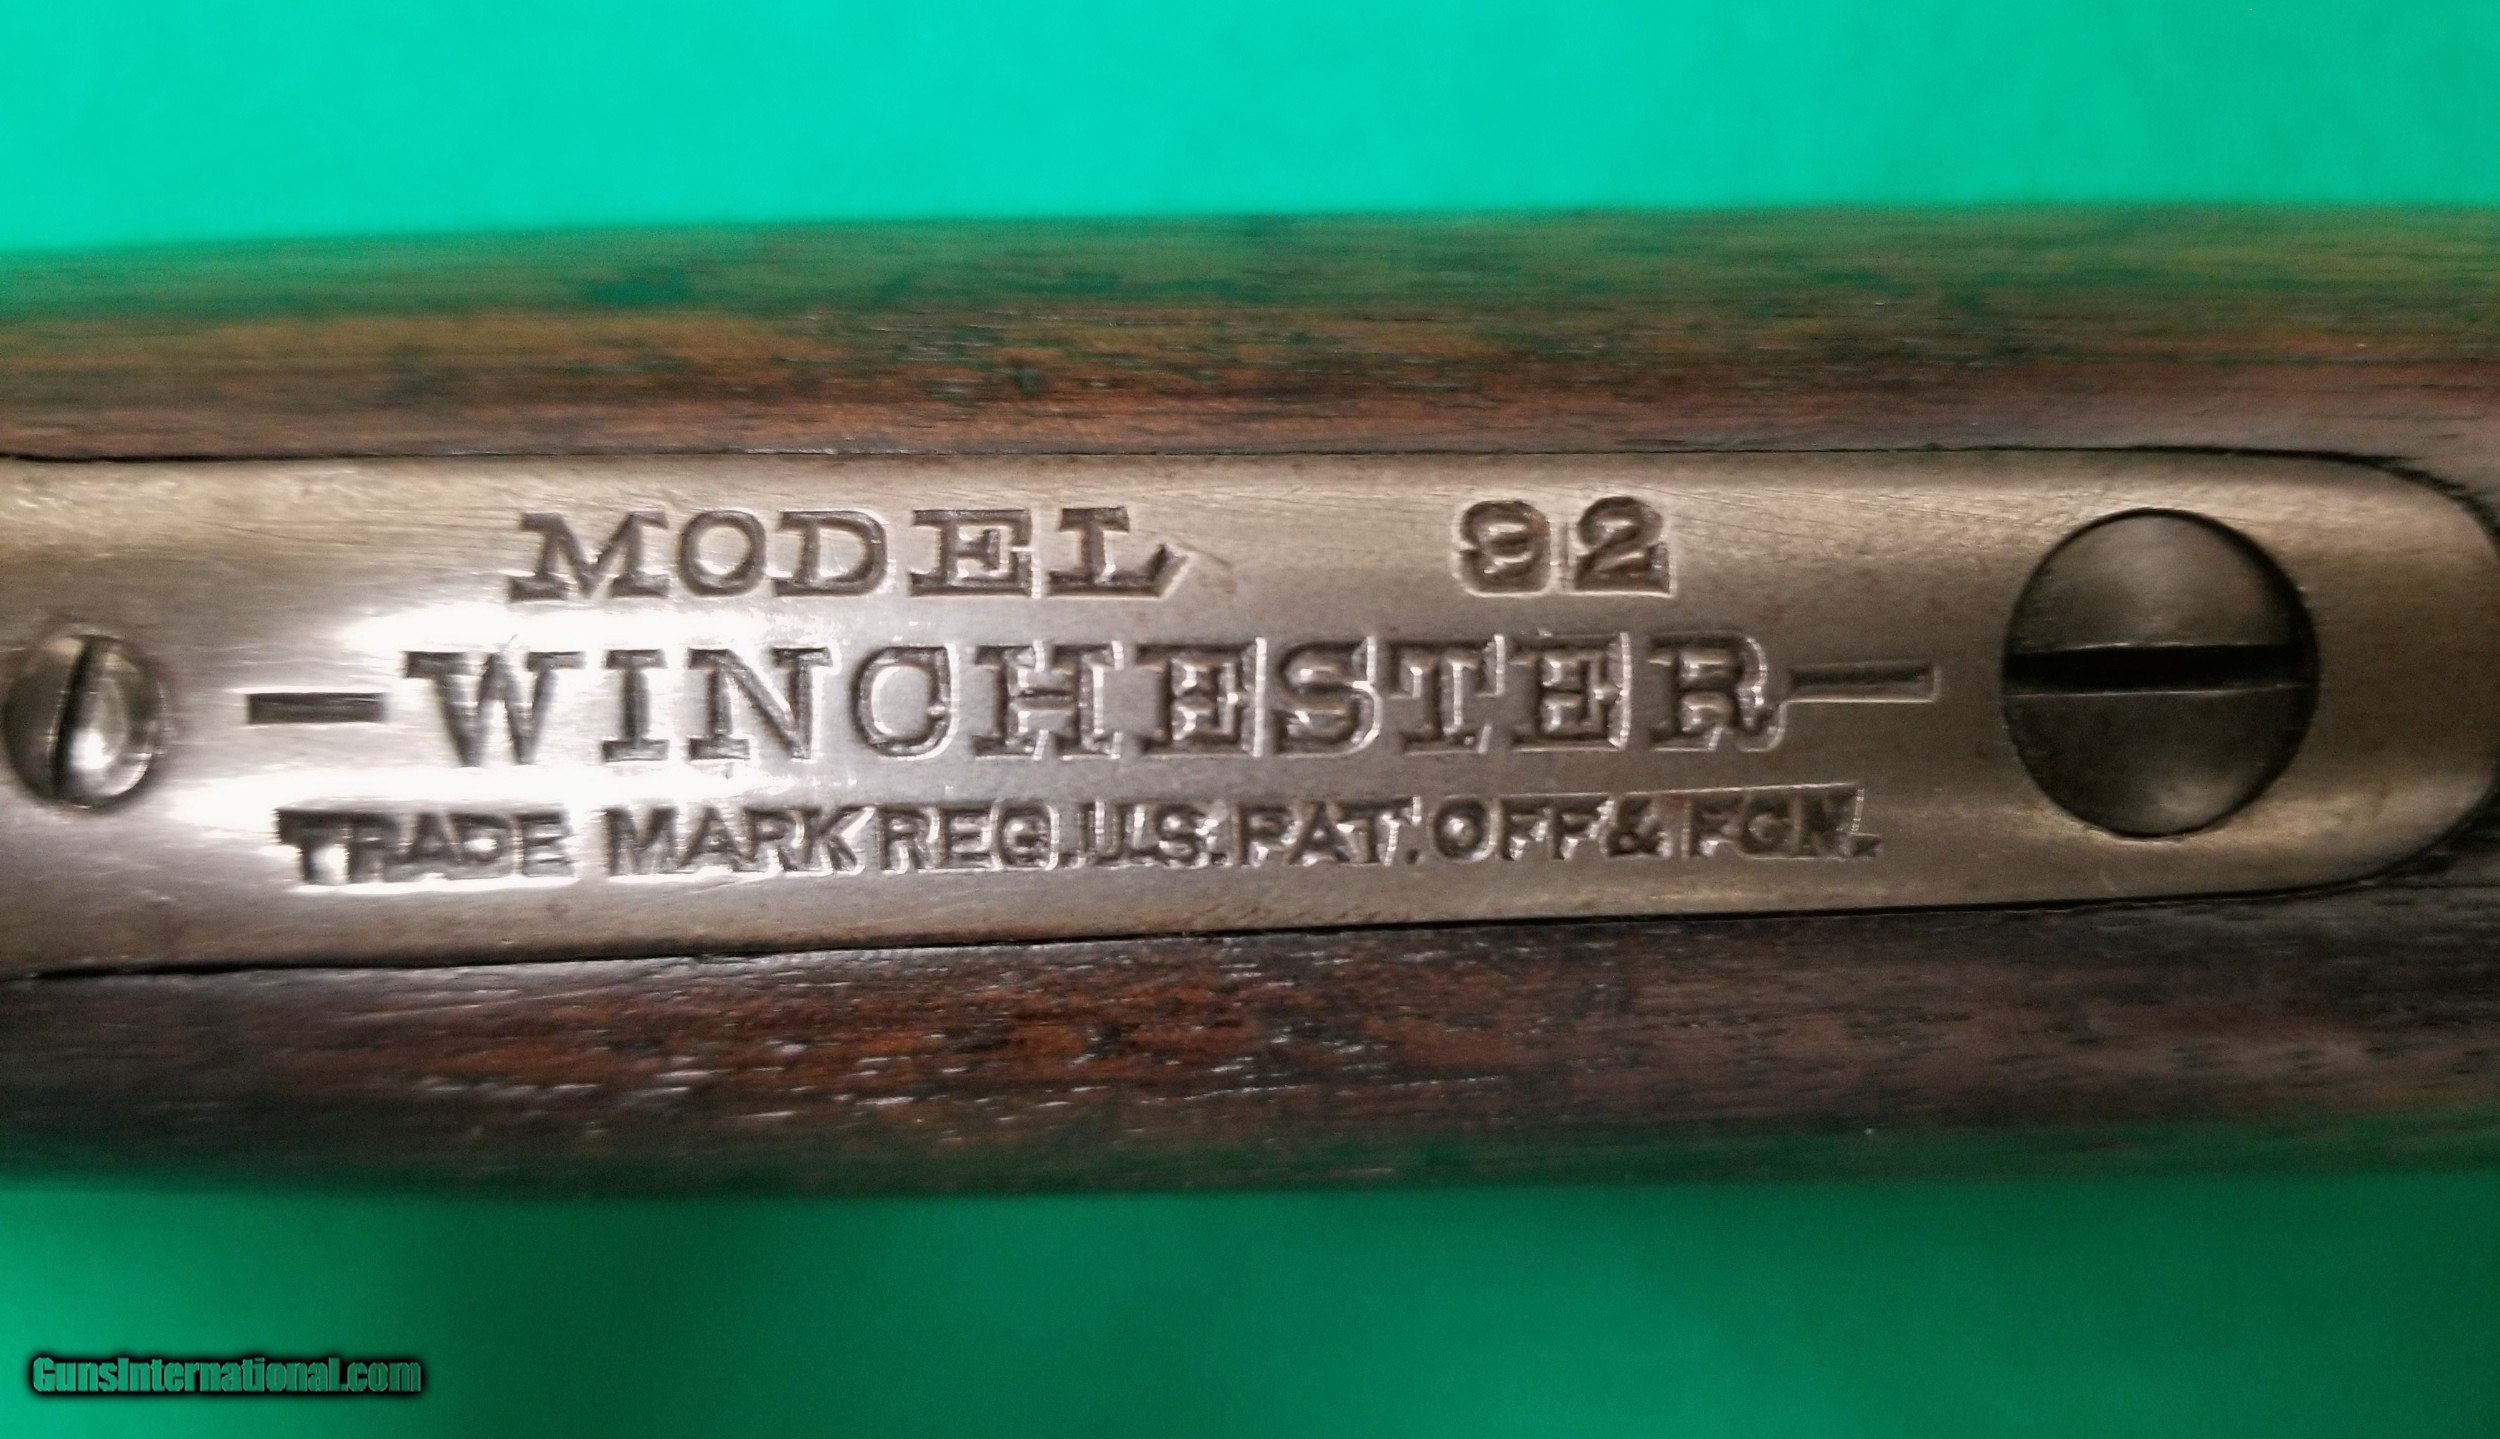 MODEL 92
-WINCHESTER-
TRADE MARK REG. U.S. PAT. OFF & FGN.
GunsInternational.com